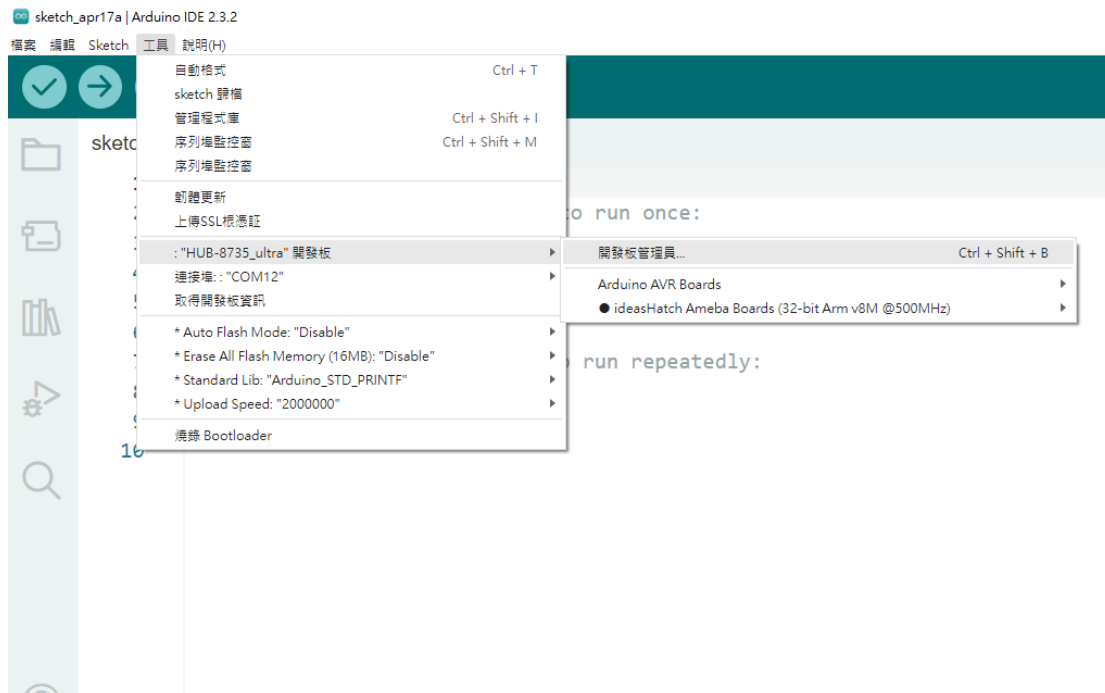 sketch_apr17a | Arduino IDE 2.3.2
檔案 編輯 Sketch 工具 說明(H)
自動格式 Ctrl + T
sketch 歸檔
管理程式庫 Ctrl + Shift + I
序列埠監控窗 Ctrl + Shift + M
序列埠監控窗
韌體更新
上傳SSL根憑証
: "HUB-8735_ultra" 開發板
連接埠: : "COM12"
取得開發板資訊
* Auto Flash Mode: "Disable"
* Erase All Flash Memory (16MB): "Disable"
* Standard Lib: "Arduino_STD_PRINTF"
* Upload Speed: "2000000"
燒錄 Bootloader
開發板管理員... Ctrl + Shift + B
Arduino AVR Boards
● ideasHatch Ameba Boards (32-bit Arm v8M @500MHz)
sketc
to run once:
run repeatedly:
10